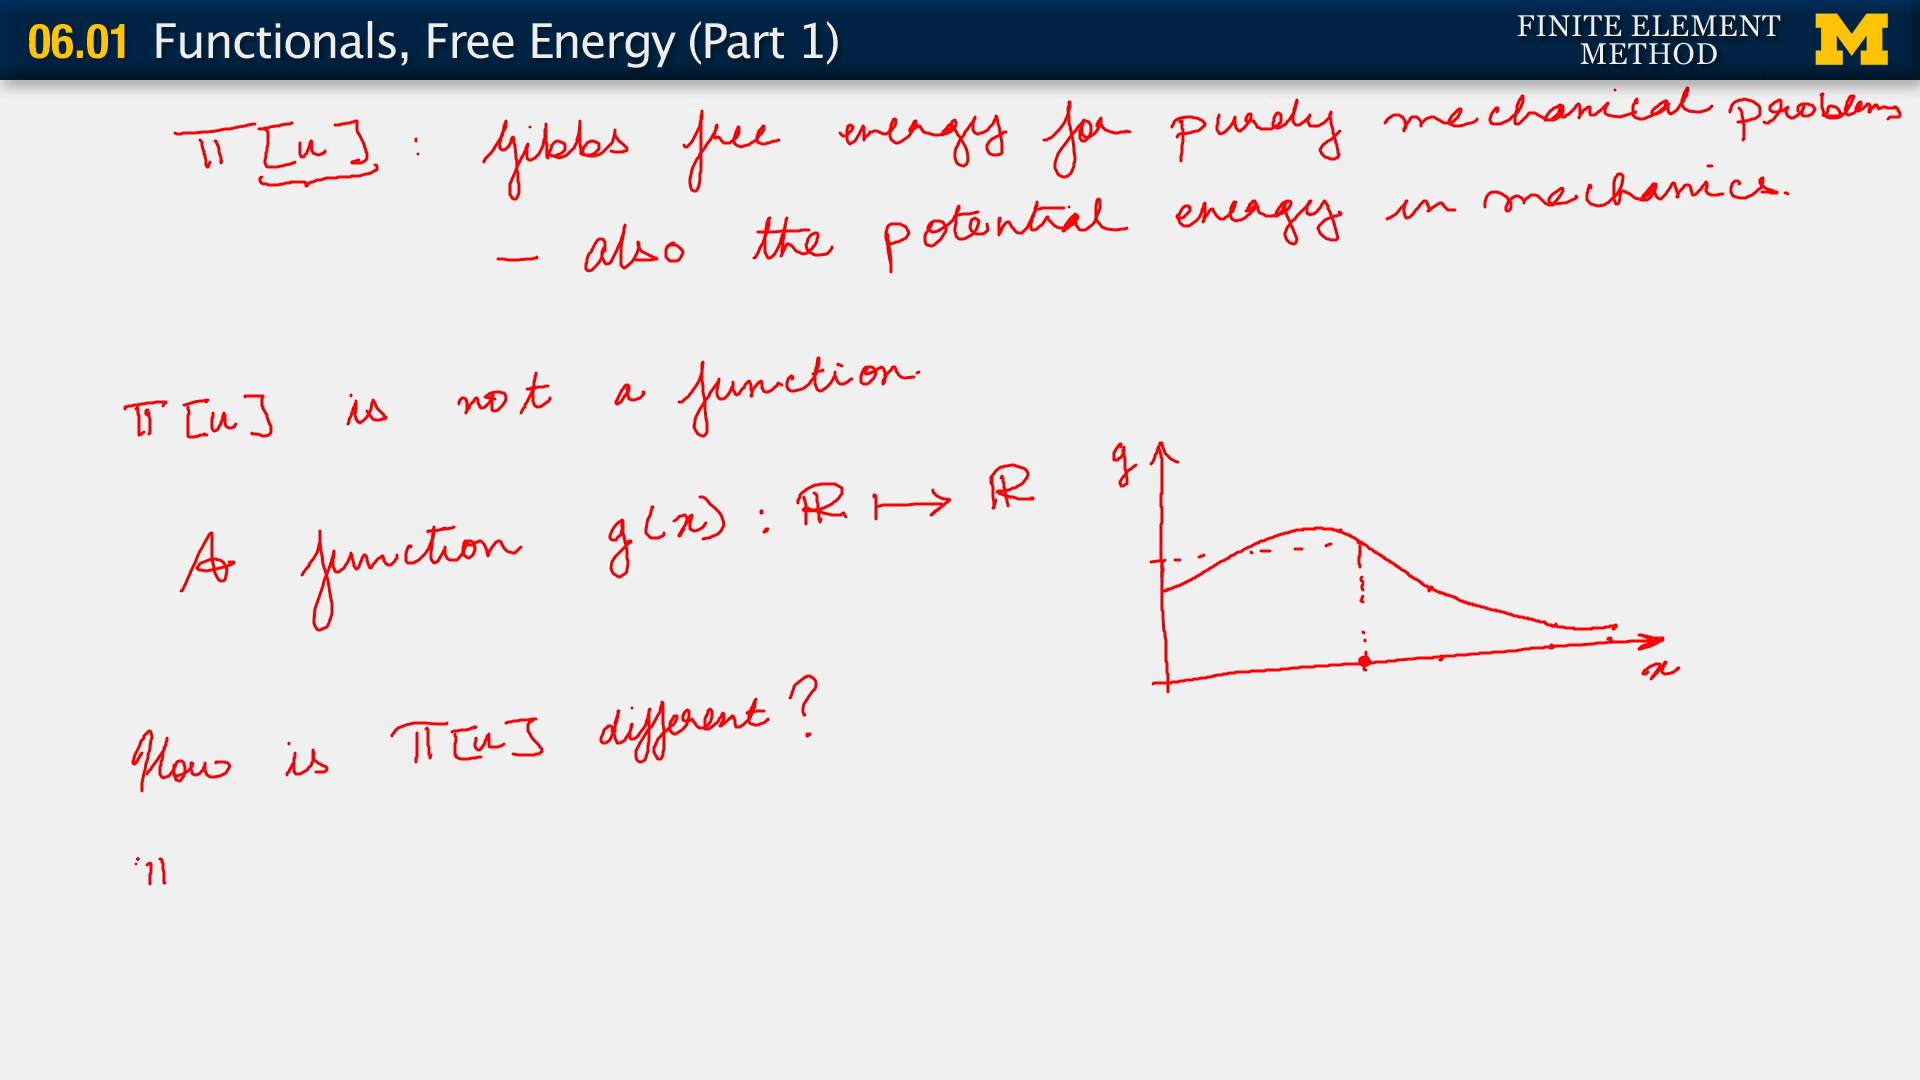 06.01 Functionals, Free Energy (Part 1)
FINITE ELEMENT
METHOD
M
Π[u] : Gibbs free energy for purely mechanical problems
- also the potential energy in mechanics.
Π[u] is not a function.
A function g(x) : ℝ ↦ ℝ
g
x
How is Π[u] different?